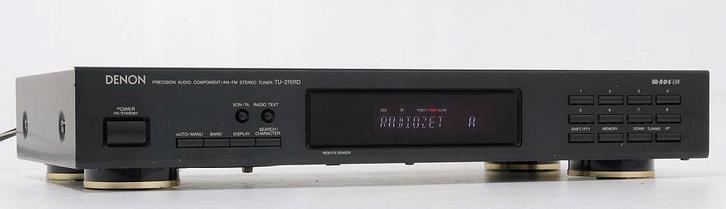 DENON PRECISION AUDIO COMPONENT/AM-FM STEREO TUNER TU-215RD
RDS EON
POWER
ON/STANDBY
EON•TA RADIO TEXT
AUTO/MANU BAND DISPLAY SEARCH/
CHARACTER
RADIOZET A
REMOTE SENSOR
1 2 3 4
5 6 7 8
SHIFT/PTY MEMORY DOWN TUNING UP